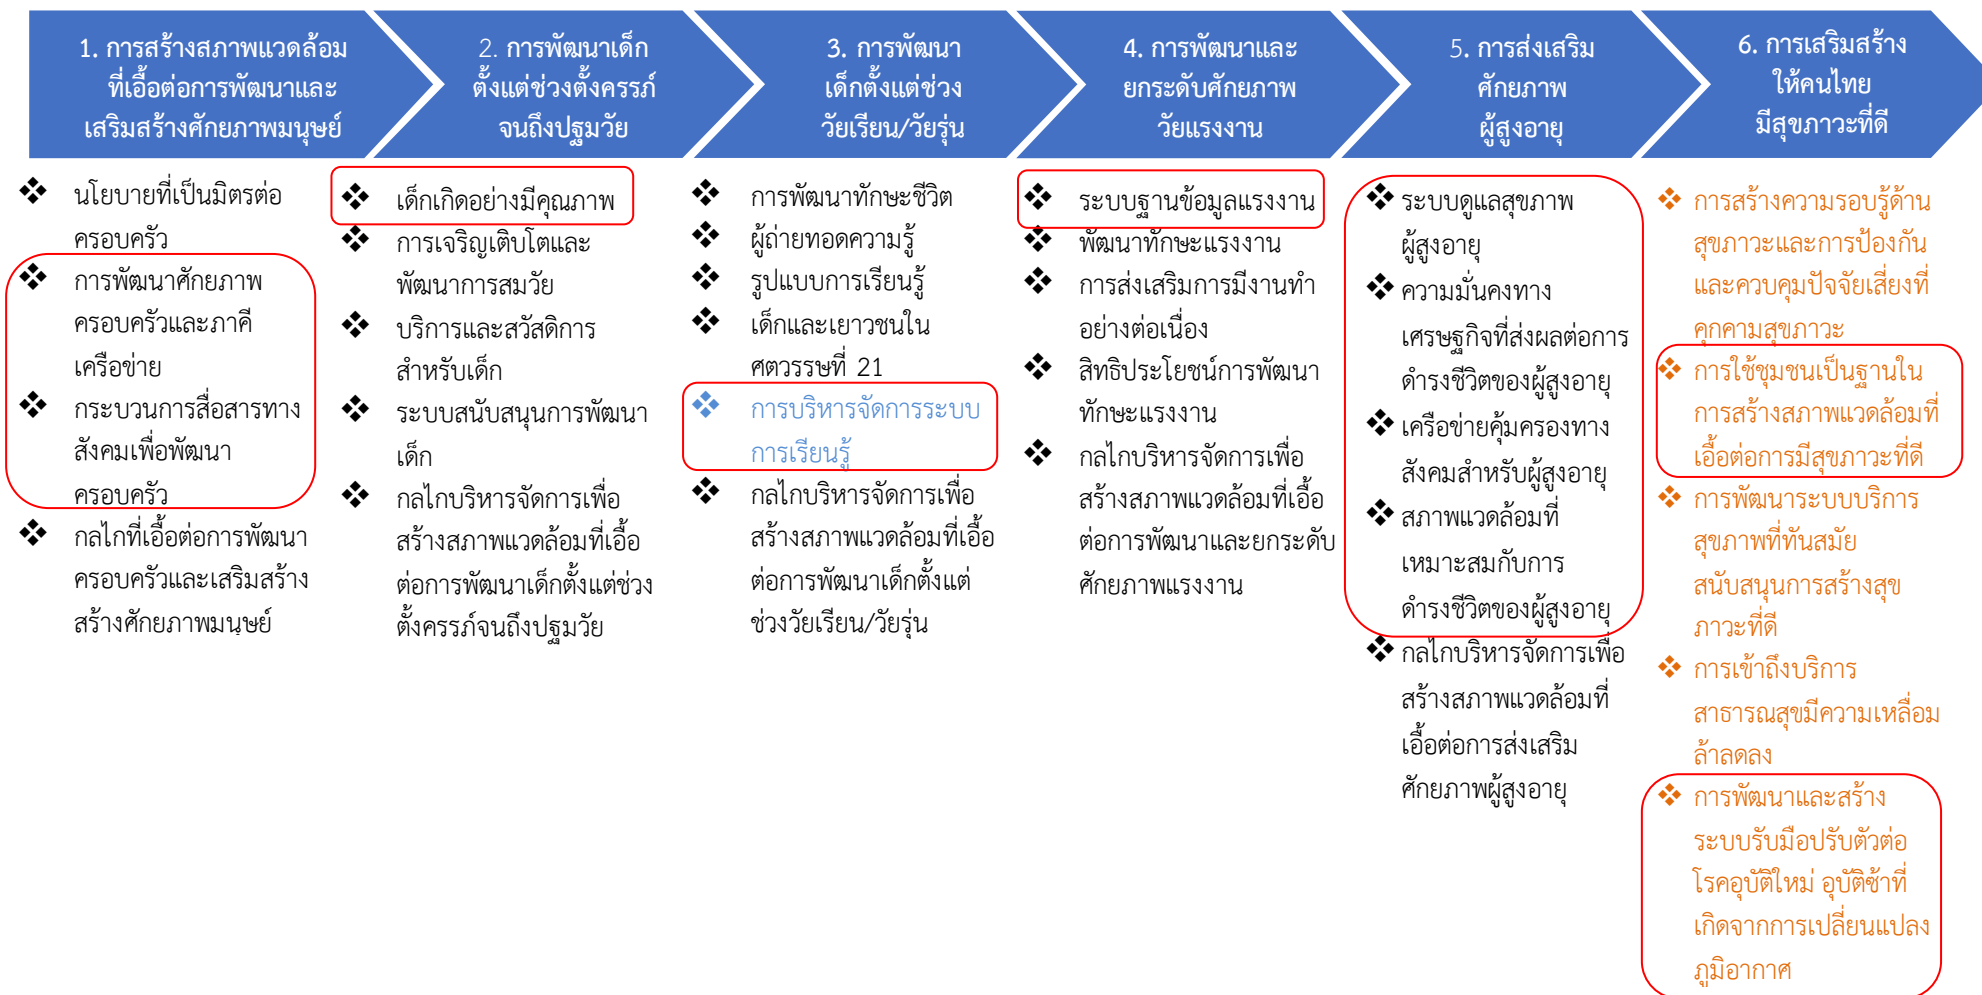 1. การสร้างสภาพแวดล้อม
ที่เอื้อต่อการพัฒนาและ
เสริมสร้างศักยภาพมนุษย์
2. การพัฒนาเด็ก
ตั้งแต่ช่วงตั้งครรภ์
จนถึงปฐมวัย
3. การพัฒนา
เด็กตั้งแต่ช่วง
วัยเรียน/วัยรุ่น
4. การพัฒนาและ
ยกระดับศักยภาพ
วัยแรงงาน
5. การส่งเสริม
ศักยภาพ
ผู้สูงอายุ
6. การเสริมสร้าง
ให้คนไทย
มีสุขภาวะที่ดี
❖ นโยบายที่เป็นมิตรต่อ
ครอบครัว
❖ การพัฒนาศักยภาพ
ครอบครัวและภาคี
เครือข่าย
❖ กระบวนการสื่อสารทาง
สังคมเพื่อพัฒนา
ครอบครัว
❖ กลไกที่เอื้อต่อการพัฒนา
ครอบครัวและเสริมสร้าง
สร้างศักยภาพมนุษย์
❖ เด็กเกิดอย่างมีคุณภาพ
❖ การเจริญเติบโตและ
พัฒนาการสมวัย
❖ บริการและสวัสดิการ
สำหรับเด็ก
❖ ระบบสนับสนุนการพัฒนา
เด็ก
❖ กลไกบริหารจัดการเพื่อ
สร้างสภาพแวดล้อมที่เอื้อ
ต่อการพัฒนาเด็กตั้งแต่ช่วง
ตั้งครรภ์จนถึงปฐมวัย
❖ การพัฒนาทักษะชีวิต
❖ ผู้ถ่ายทอดความรู้
❖ รูปแบบการเรียนรู้
❖ เด็กและเยาวชนใน
ศตวรรษที่ 21
❖ การบริหารจัดการระบบ
การเรียนรู้
❖ กลไกบริหารจัดการเพื่อ
สร้างสภาพแวดล้อมที่เอื้อ
ต่อการพัฒนาเด็กตั้งแต่
ช่วงวัยเรียน/วัยรุ่น
❖ ระบบฐานข้อมูลแรงงาน
❖ พัฒนาทักษะแรงงาน
❖ การส่งเสริมการมีงานทำ
อย่างต่อเนื่อง
❖ สิทธิประโยชน์การพัฒนา
ทักษะแรงงาน
❖ กลไกบริหารจัดการเพื่อ
สร้างสภาพแวดล้อมที่เอื้อ
ต่อการพัฒนาและยกระดับ
ศักยภาพแรงงาน
❖ ระบบดูแลสุขภาพ
ผู้สูงอายุ
❖ ความมั่นคงทาง
เศรษฐกิจที่ส่งผลต่อการ
ดำรงชีวิตของผู้สูงอายุ
❖ เครือข่ายคุ้มครองทาง
สังคมสำหรับผู้สูงอายุ
❖ สภาพแวดล้อมที่
เหมาะสมกับการ
ดำรงชีวิตของผู้สูงอายุ
❖ กลไกบริหารจัดการเพื่อ
สร้างสภาพแวดล้อมที่
เอื้อต่อการส่งเสริม
ศักยภาพผู้สูงอายุ
❖ การสร้างความรอบรู้ด้าน
สุขภาวะและการป้องกัน
และควบคุมปัจจัยเสี่ยงที่
คุกคามสุขภาวะ
❖ การใช้ชุมชนเป็นฐานใน
การสร้างสภาพแวดล้อมที่
เอื้อต่อการมีสุขภาวะที่ดี
❖ การพัฒนาระบบบริการ
สุขภาพที่ทันสมัย
สนับสนุนการสร้างสุข
ภาวะที่ดี
❖ การเข้าถึงบริการ
สาธารณสุขมีความเหลื่อม
ล้ำลดลง
❖ การพัฒนาและสร้าง
ระบบรับมือปรับตัวต่อ
โรคอุบัติใหม่ อุบัติซ้ำที่
เกิดจากการเปลี่ยนแปลง
ภูมิอากาศ